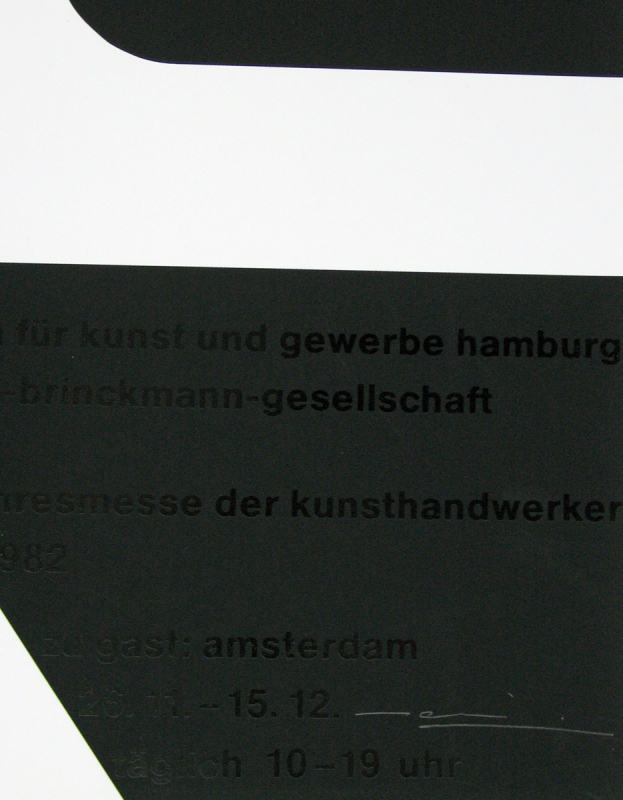 für kunst und gewerbe hamburg
-brinckmann-gesellschaft
hresmesse der kunsthandwerker
982
zu gast: amsterdam
26. 11. – 15. 12.
täglich 10–19 uhr